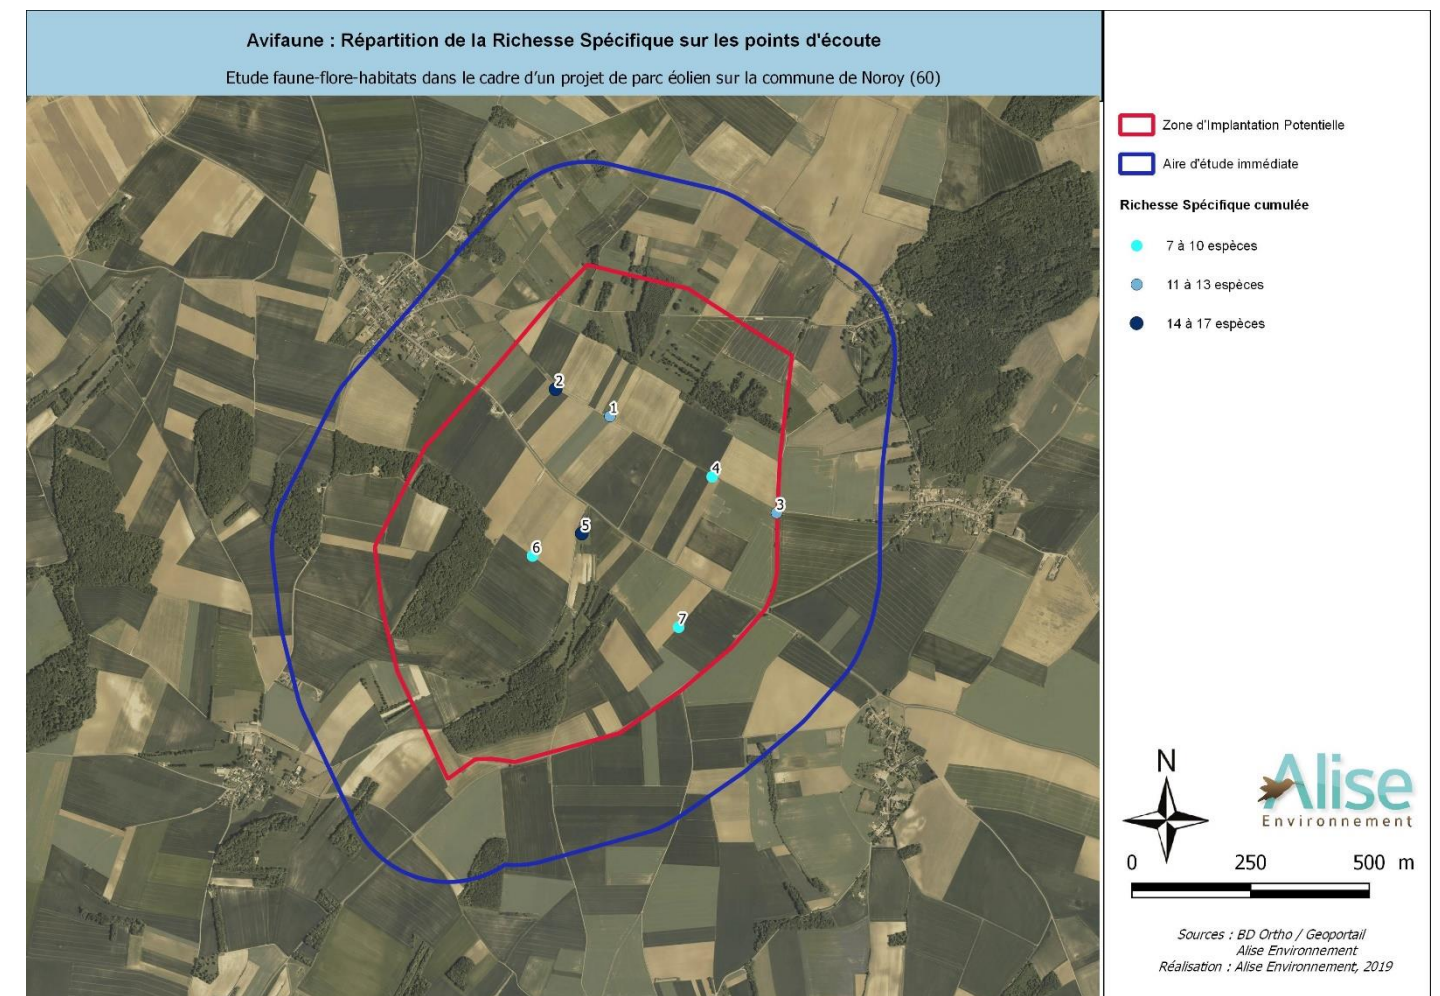 Avifaune : Répartition de la Richesse Spécifique sur les points d'écoute
Etude faune-flore-habitats dans le cadre d'un projet de parc éolien sur la commune de Noroy (60)
Zone d'Implantation Potentielle
Aire d'étude immédiate
Richesse Spécifique cumulée
7 à 10 espèces
11 à 13 espèces
14 à 17 espèces
2
1
4
3
5
6
7
N
Alise
Environnement
0 250 500 m
Sources : BD Ortho / Geoportail
Alise Environnement
Réalisation : Alise Environnement, 2019